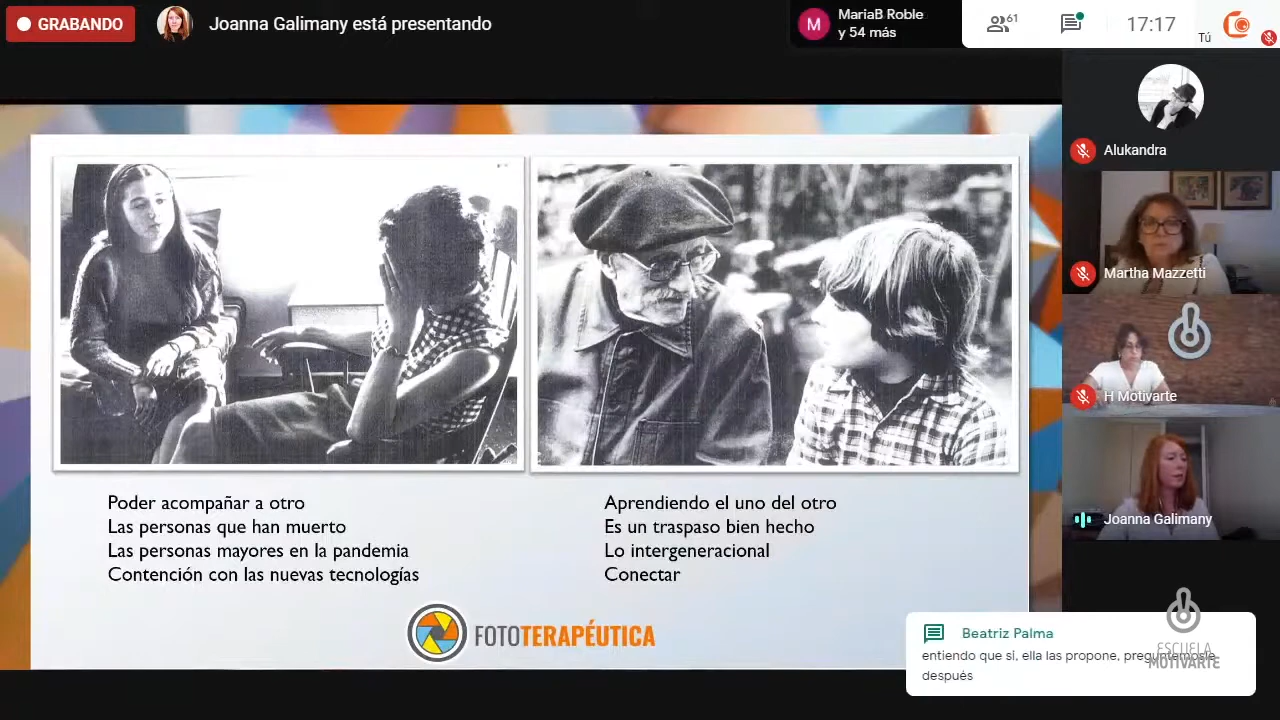 GRABANDO
Joanna Galimany está presentando
M
MariaB Roble
y 54 más
61
17:17
Tú
Alukandra
Martha Mazzetti
H Motivarte
Joanna Galimany
Poder acompañar a otro
Las personas que han muerto
Las personas mayores en la pandemia
Contención con las nuevas tecnologías
Aprendiendo el uno del otro
Es un traspaso bien hecho
Lo intergeneracional
Conectar
FOTOTERAPÉUTICA
Beatriz Palma
entiendo que si, ella las propone, preguntemosle
después
ESCUELA
MOTIVARTE